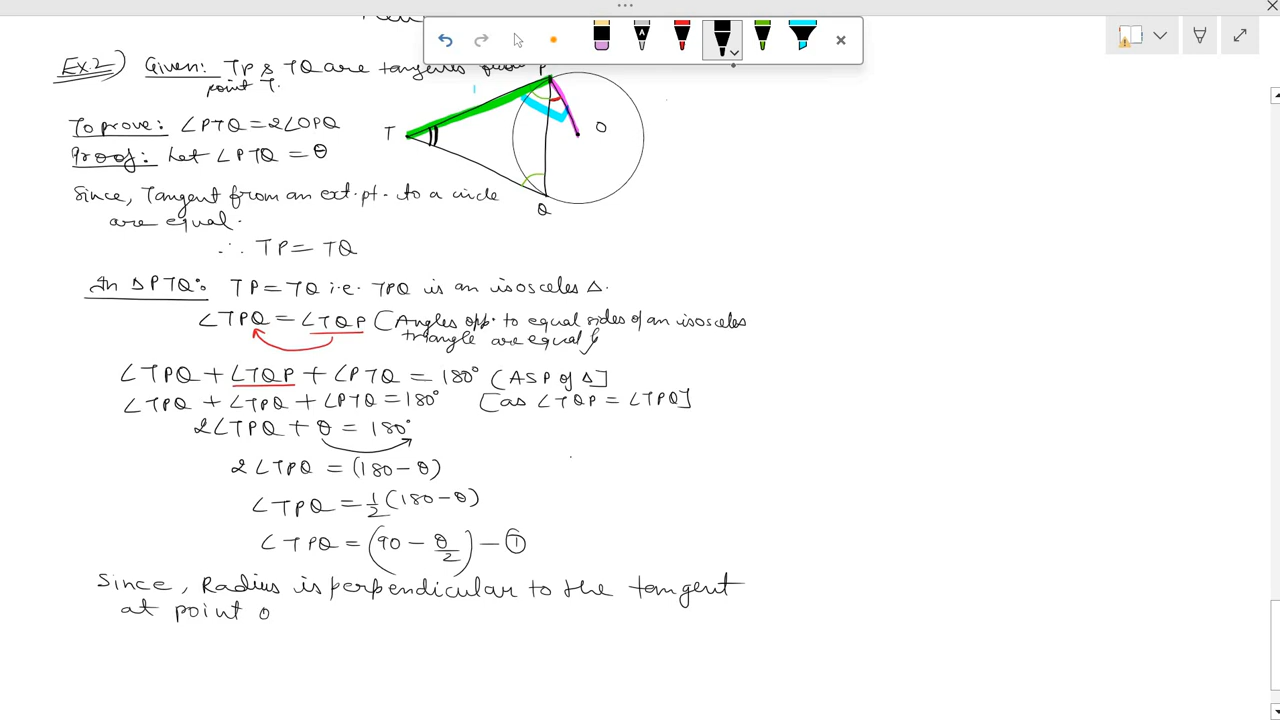 Ex.2) Given: TP & TQ are tangents from
point T.
P
T
O
Q
To prove: ∠PTQ = 2∠OPQ
Proof: Let ∠PTQ = θ
Since, Tangent from an ext. pt. to a circle
are equal.
∴ TP = TQ
In ΔPTQ: TP = TQ i.e. TPQ is an isosceles Δ.
∠TPQ = ∠TQP [Angles opp. to equal sides of an isosceles
triangle are equal]
∠TPQ + ∠TQP + ∠PTQ = 180° [ASP of Δ]
∠TPQ + ∠TPQ + ∠PTQ = 180° [as ∠TQP = ∠TPQ]
2∠TPQ + θ = 180°
2∠TPQ = (180 - θ)
∠TPQ = 1/2 (180 - θ)
∠TPQ = (90 - θ/2) — ①
Since, Radius is perpendicular to the tangent
at point o